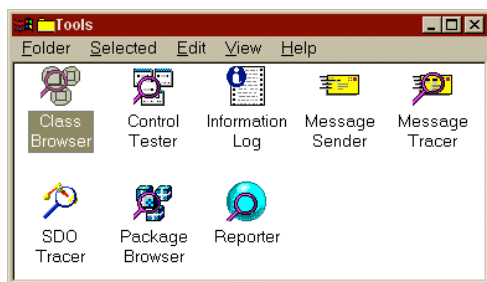 Tools
Folder Selected Edit View Help
Class Browser
Control Tester
Information Log
Message Sender
Message Tracer
SDO Tracer
Package Browser
Reporter